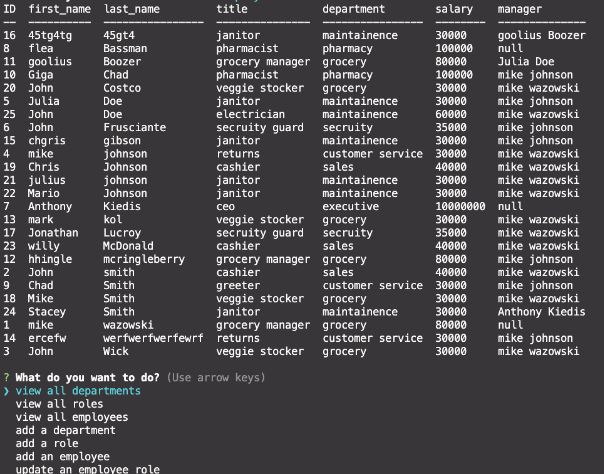 ID first_name last_name title department salary manager
16 45tg4tg 45gt4 janitor maintainence 30000 goolius Boozer
8 flea Bassman pharmacist pharmacy 100000 null
11 goolius Boozer grocery manager grocery 80000 Julia Doe
10 Giga Chad pharmacist pharmacy 100000 mike johnson
20 John Costco veggie stocker grocery 30000 mike wazowski
5 Julia Doe janitor maintainence 30000 mike johnson
25 John Doe electrician maintainence 60000 mike wazowski
6 John Frusciante secruity guard secruity 35000 mike johnson
15 chgris gibson janitor maintainence 30000 mike johnson
4 mike johnson returns customer service 30000 mike wazowski
19 Chris Johnson cashier sales 40000 mike wazowski
21 julius johnson janitor maintainence 30000 mike wazowski
22 Mario Johnson janitor maintainence 30000 mike wazowski
7 Anthony Kiedis ceo executive 10000000 null
13 mark kol veggie stocker grocery 30000 mike wazowski
17 Jonathan Lucroy secruity guard secruity 35000 mike wazowski
23 willy McDonald cashier sales 40000 mike wazowski
12 hhingle mcringleberry grocery manager grocery 80000 mike johnson
2 John smith cashier sales 40000 mike wazowski
9 Chad Smith greeter customer service 30000 mike johnson
18 Mike Smith veggie stocker grocery 30000 mike wazowski
24 Stacey Smith janitor maintainence 30000 Anthony Kiedis
1 mike wazowski grocery manager grocery 80000 null
14 ercefw werfwerfwerfewrf returns customer service 30000 mike johnson
3 John Wick veggie stocker grocery 30000 mike wazowski
? What do you want to do? (Use arrow keys)
❯ view all departments
view all roles
view all employees
add a department
add a role
add an employee
update an employee role